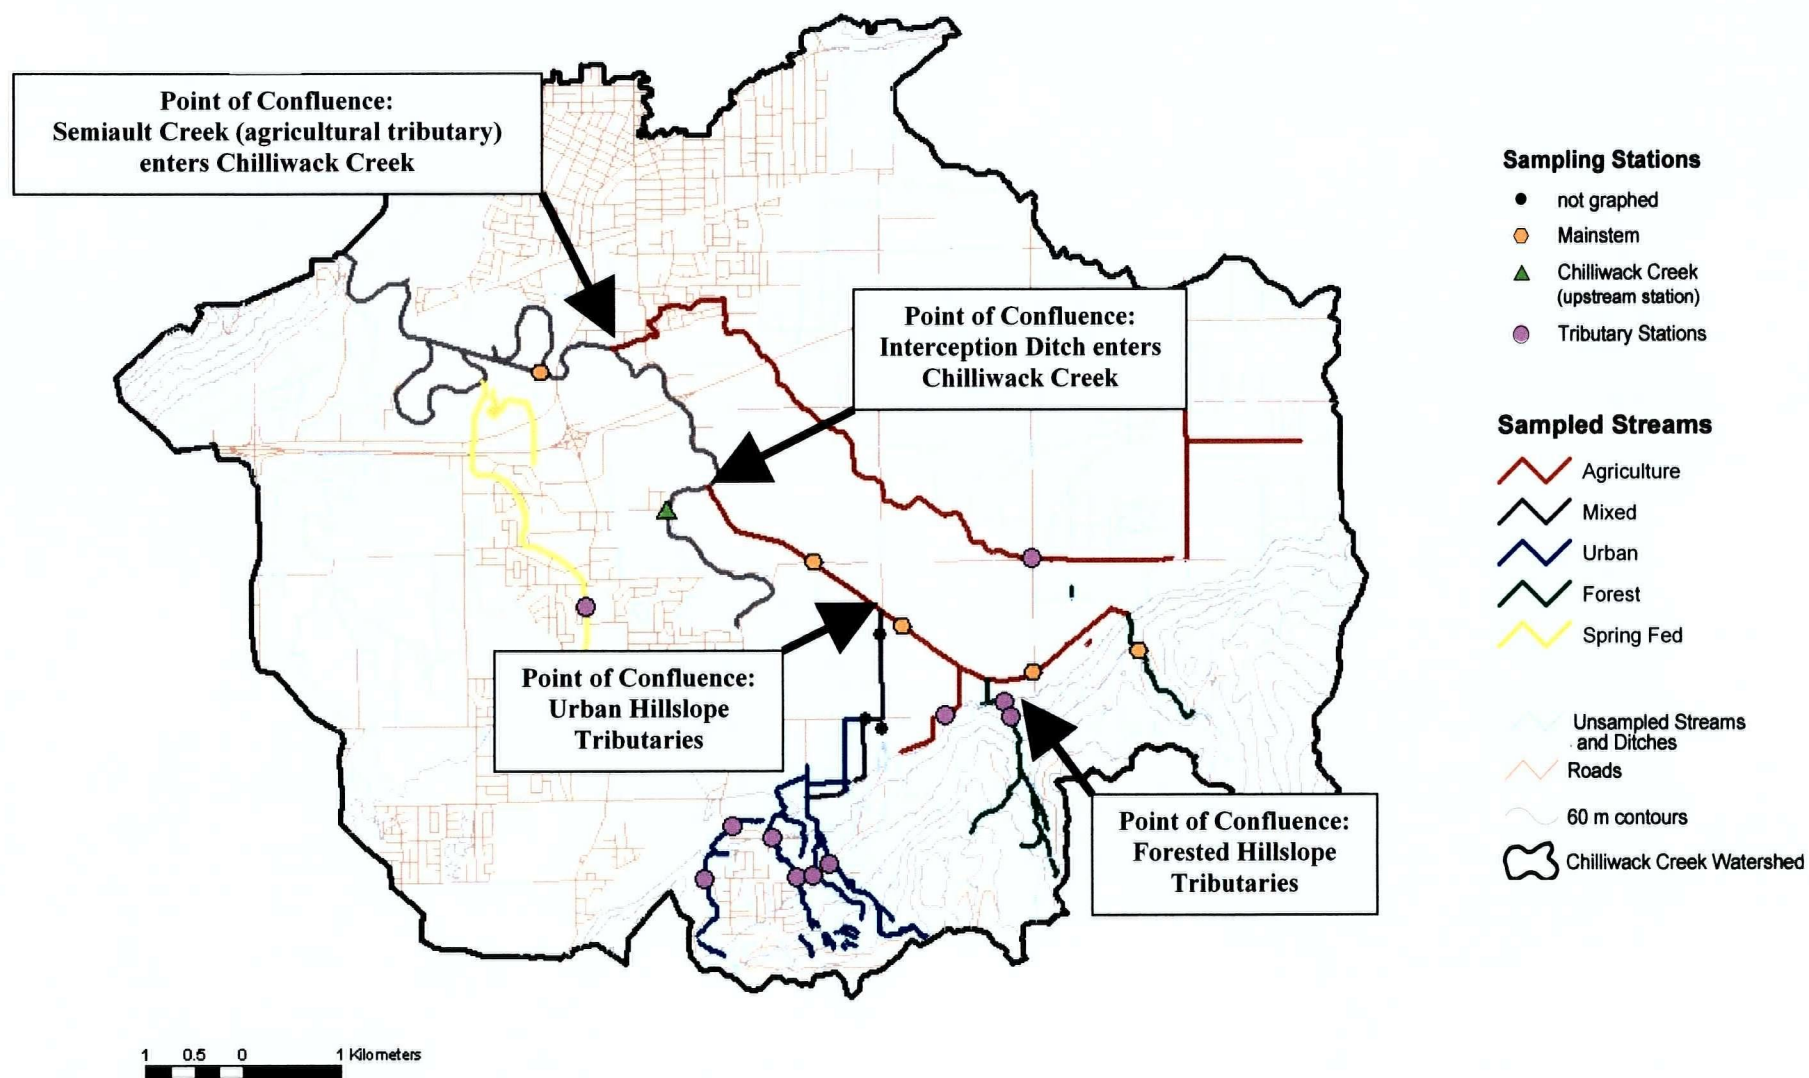 Point of Confluence:
Semiault Creek (agricultural tributary)
enters Chilliwack Creek
Point of Confluence:
Interception Ditch enters
Chilliwack Creek
Point of Confluence:
Urban Hillslope
Tributaries
Point of Confluence:
Forested Hillslope
Tributaries
Sampling Stations
not graphed
Mainstem
Chilliwack Creek
(upstream station)
Tributary Stations
Sampled Streams
Agriculture
Mixed
Urban
Forest
Spring Fed
Unsampled Streams
and Ditches
Roads
60 m contours
Chilliwack Creek Watershed
1 0.5 0 1 Kilometers